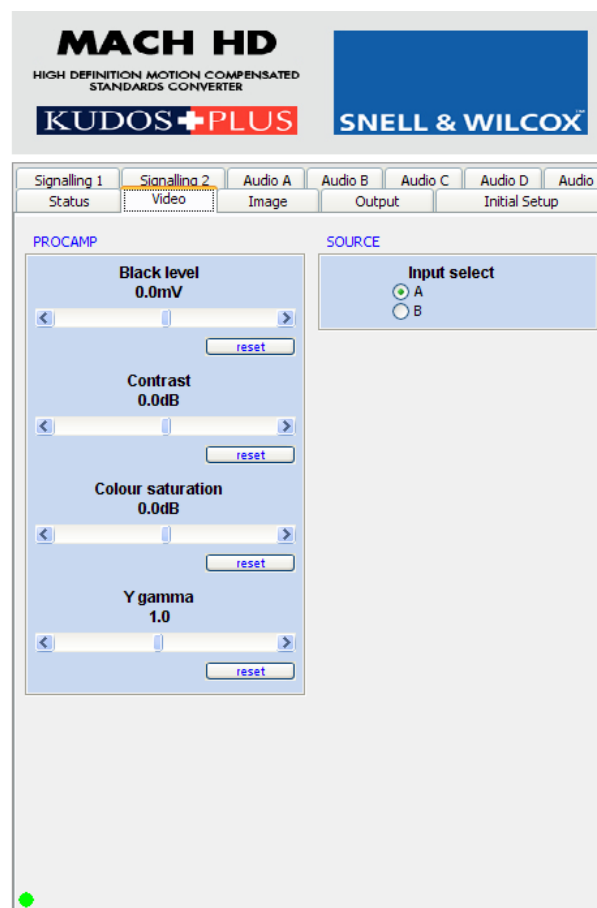 MACH HD
HIGH DEFINITION MOTION COMPENSATED
STANDARDS CONVERTER
KUDOS PLUS
SNELL & WILCOX
Signalling 1 Signalling 2 Audio A Audio B Audio C Audio D Audio
Status Video Image Output Initial Setup
PROCAMP
Black level
0.0mV
reset
Contrast
0.0dB
reset
Colour saturation
0.0dB
reset
Y gamma
1.0
reset
SOURCE
Input select
A
B